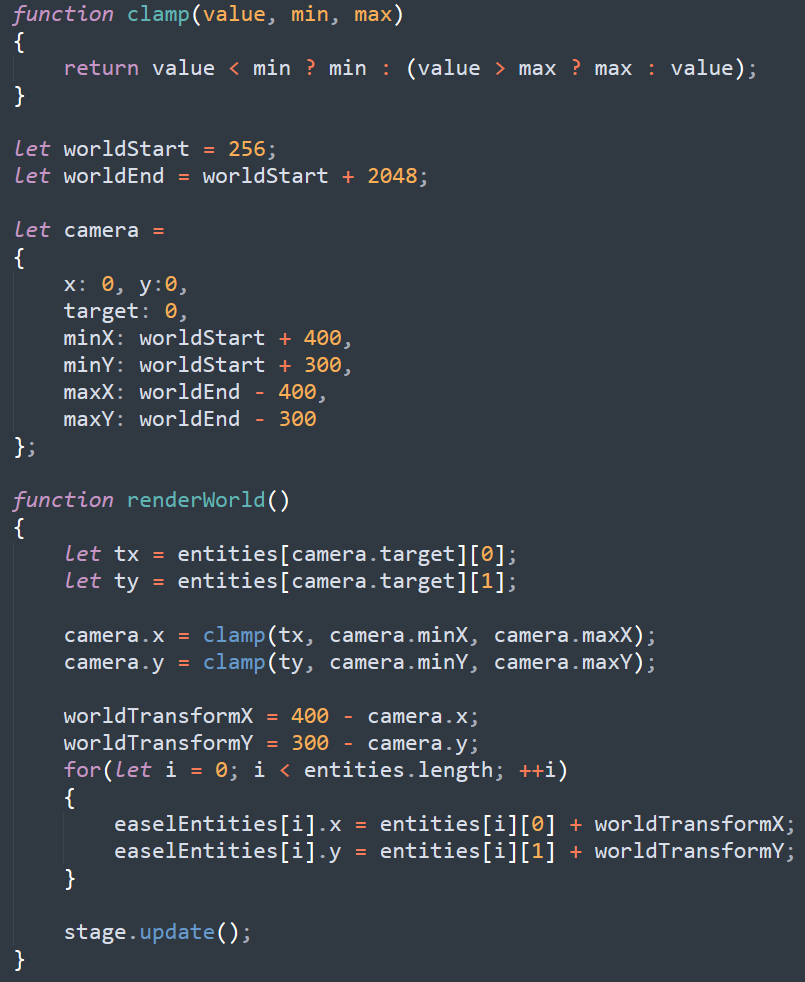 function clamp(value, min, max)
{
    return value < min ? min : (value > max ? max : value);
}

let worldStart = 256;
let worldEnd = worldStart + 2048;

let camera =
{
    x: 0, y:0,
    target: 0,
    minX: worldStart + 400,
    minY: worldStart + 300,
    maxX: worldEnd - 400,
    maxY: worldEnd - 300
};

function renderWorld()
{
    let tx = entities[camera.target][0];
    let ty = entities[camera.target][1];

    camera.x = clamp(tx, camera.minX, camera.maxX);
    camera.y = clamp(ty, camera.minY, camera.maxY);

    worldTransformX = 400 - camera.x;
    worldTransformY = 300 - camera.y;
    for(let i = 0; i < entities.length; ++i)
    {
        easelEntities[i].x = entities[i][0] + worldTransformX;
        easelEntities[i].y = entities[i][1] + worldTransformY;
    }

    stage.update();
}